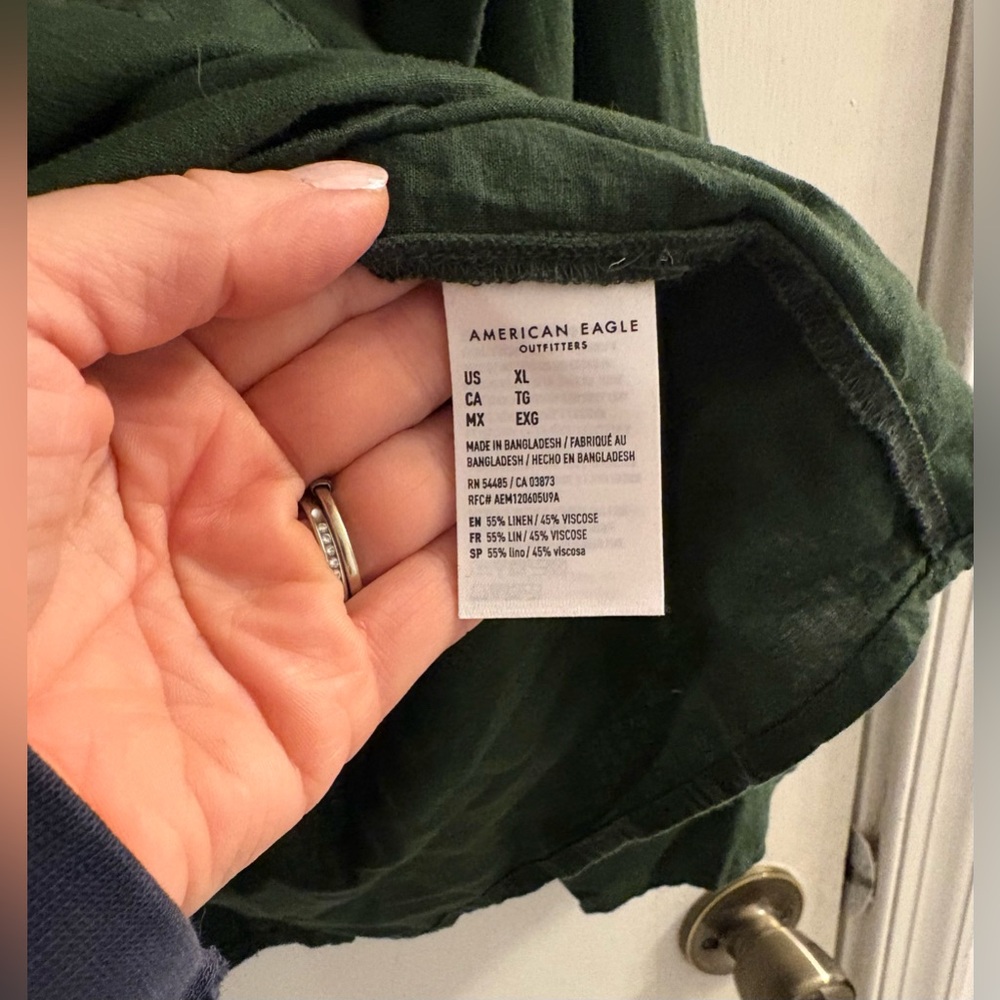 AMERICAN EAGLE
OUTFITTERS
US XL
CA TG
MX EXG
MADE IN BANGLADESH / FABRIQUÉ AU
BANGLADESH / HECHO EN BANGLADESH
RN 54485 / CA 03873
RFC# AEM120605U9A
EN 55% LINEN / 45% VISCOSE
FR 55% LIN / 45% VISCOSE
SP 55% lino / 45% viscosa